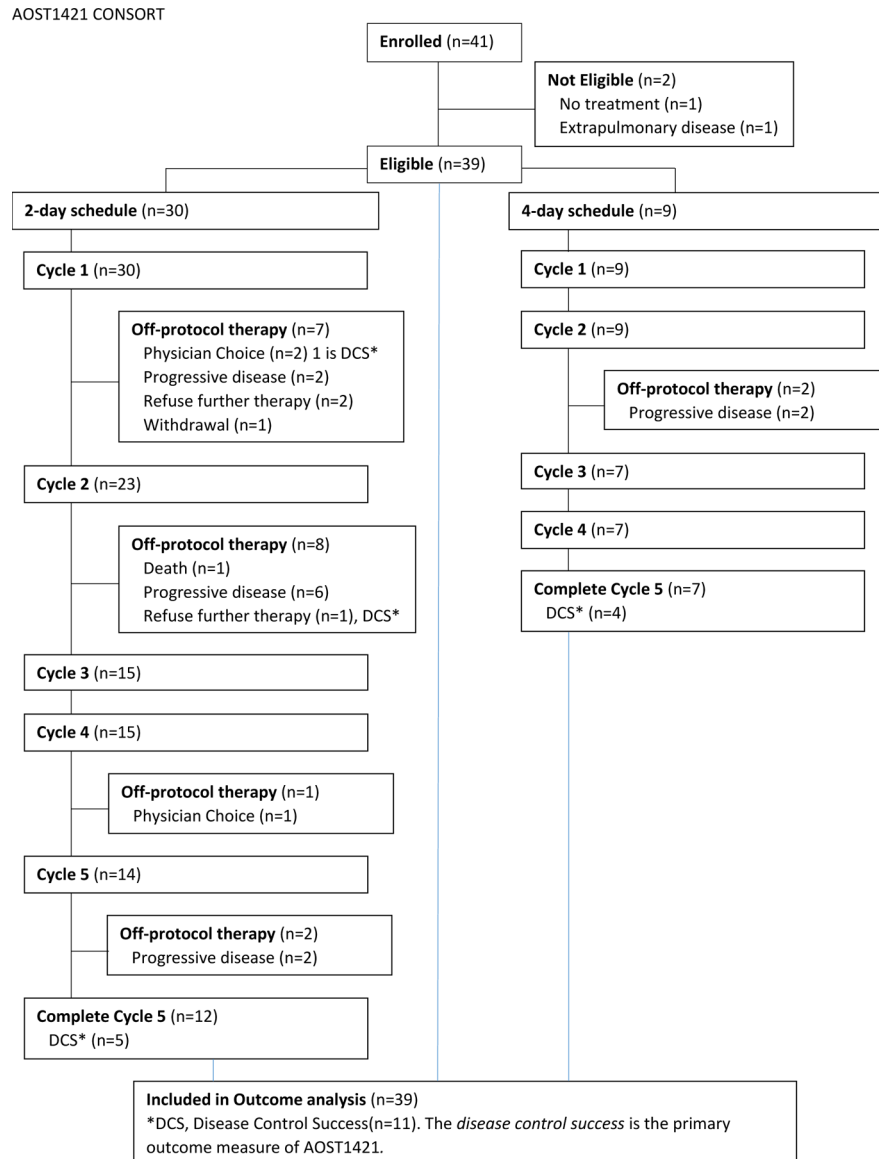 AOST1421 CONSORT
Enrolled (n=41)
Not Eligible (n=2)
No treatment (n=1)
Extrapulmonary disease (n=1)
Eligible (n=39)
2-day schedule (n=30)
Cycle 1 (n=30)
Off-protocol therapy (n=7)
Physician Choice (n=2) 1 is DCS*
Progressive disease (n=2)
Refuse further therapy (n=2)
Withdrawal (n=1)
Cycle 2 (n=23)
Off-protocol therapy (n=8)
Death (n=1)
Progressive disease (n=6)
Refuse further therapy (n=1), DCS*
Cycle 3 (n=15)
Cycle 4 (n=15)
Off-protocol therapy (n=1)
Physician Choice (n=1)
Cycle 5 (n=14)
Off-protocol therapy (n=2)
Progressive disease (n=2)
Complete Cycle 5 (n=12)
DCS* (n=5)
4-day schedule (n=9)
Cycle 1 (n=9)
Cycle 2 (n=9)
Off-protocol therapy (n=2)
Progressive disease (n=2)
Cycle 3 (n=7)
Cycle 4 (n=7)
Complete Cycle 5 (n=7)
DCS* (n=4)
Included in Outcome analysis (n=39)
*DCS, Disease Control Success(n=11). The disease control success is the primary
outcome measure of AOST1421.